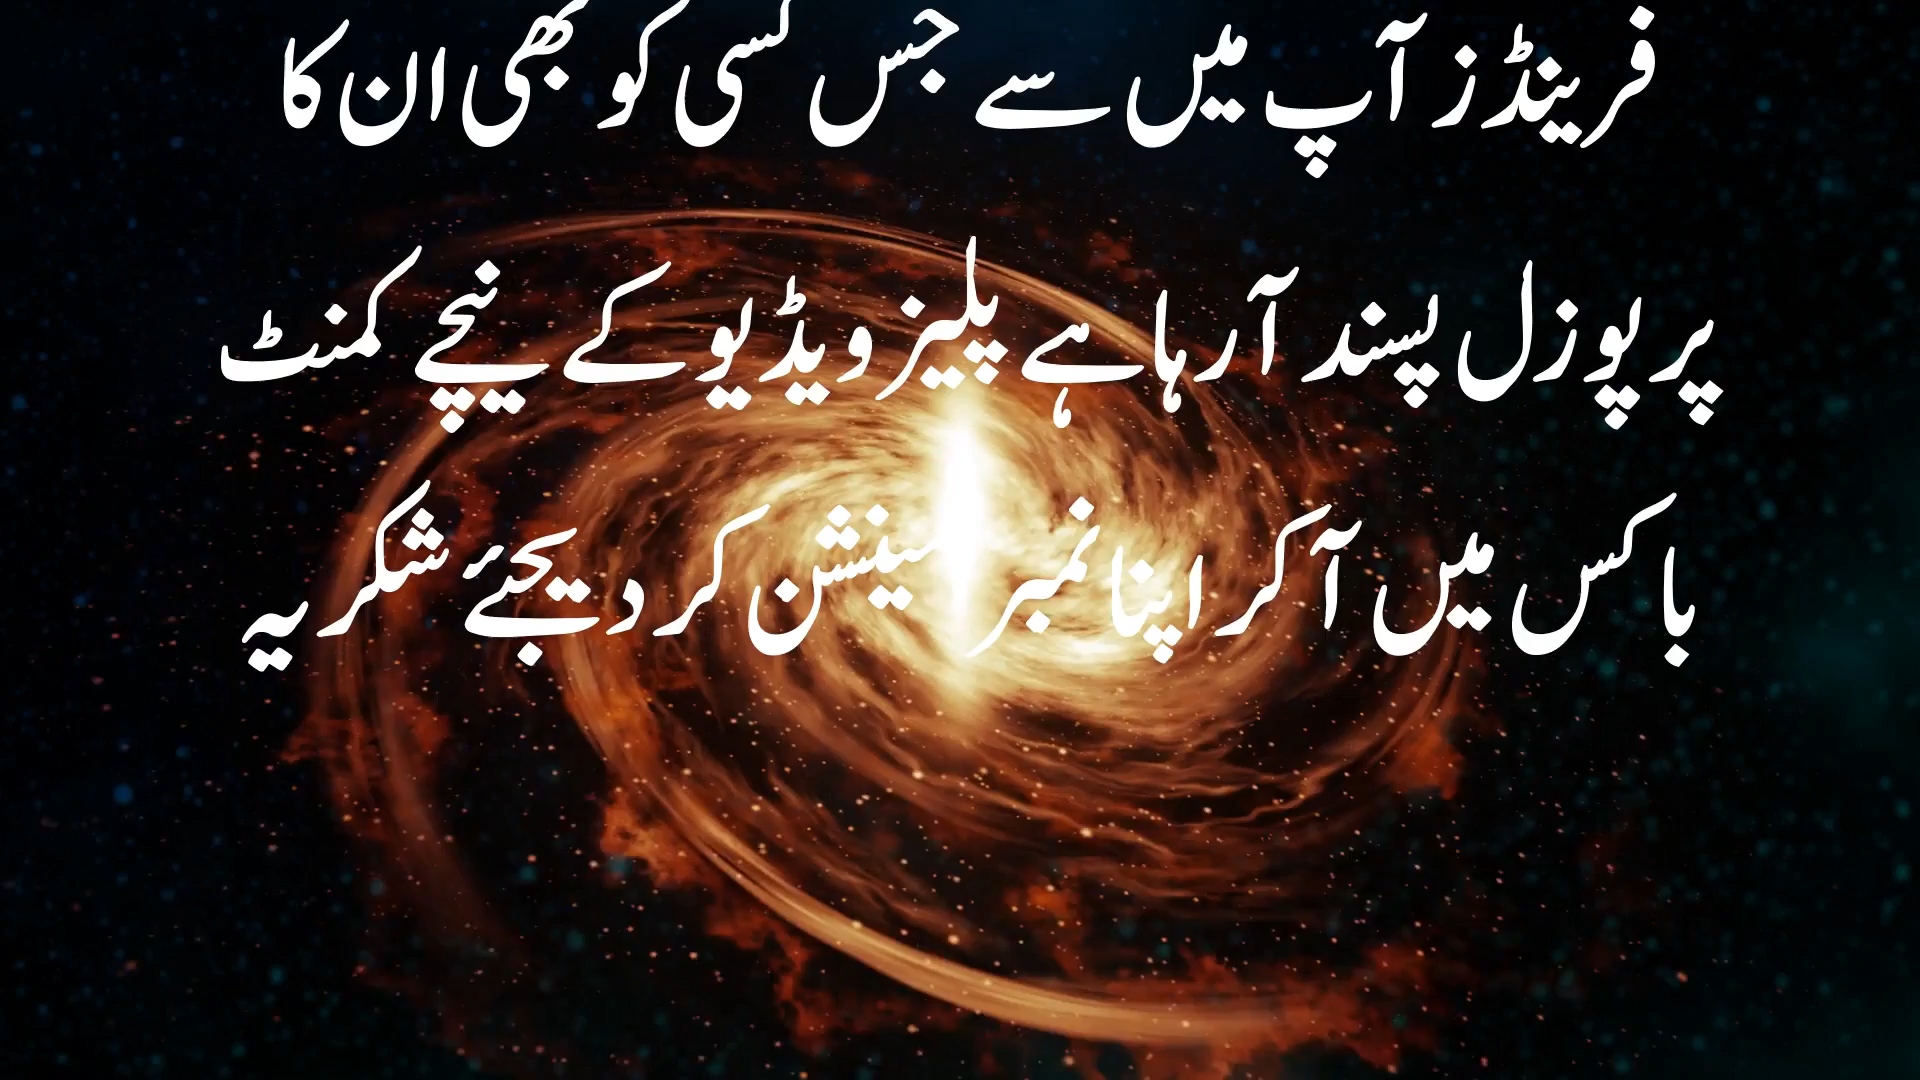 فرینڈز آپ میں سے جس کسی کو بھی ان کا
پرپوزل پسند آرہا ہے پلیز ویڈیو کے نیچے کمنٹ
باکس میں آکر اپنا نمبر مینشن کر دیجئے شکریہ